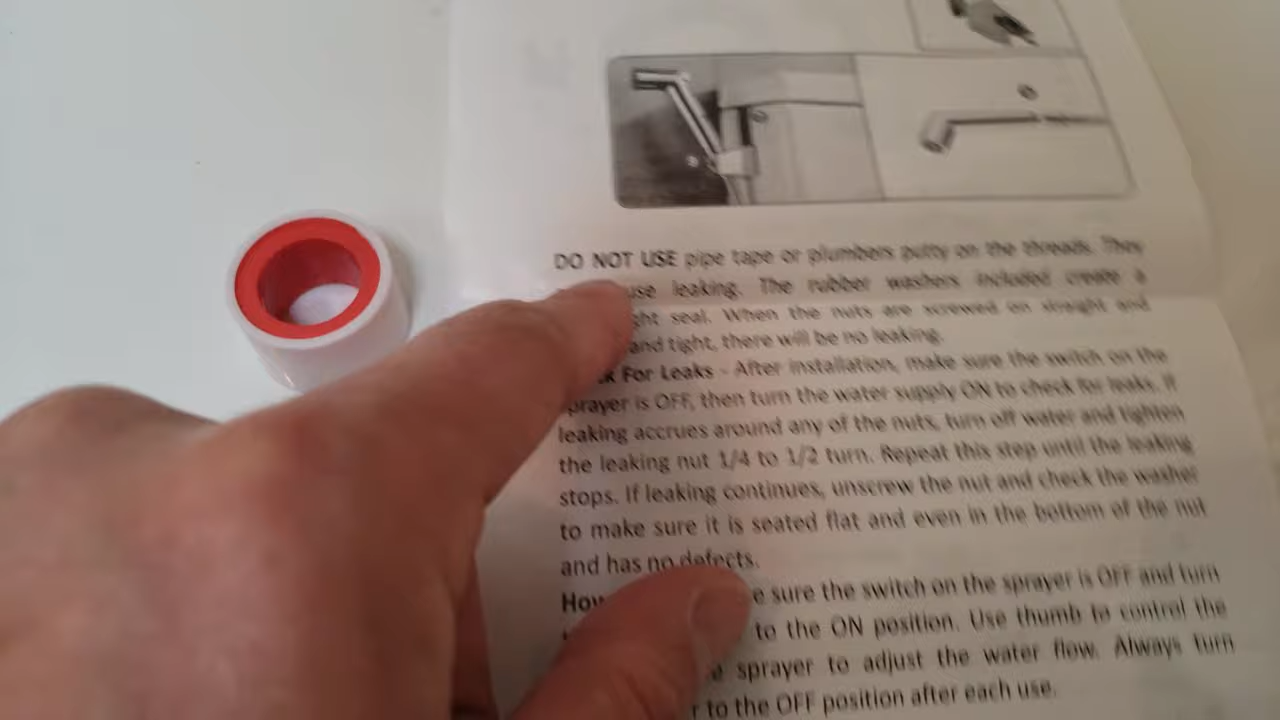 DO NOT USE pipe tape or plumbers putty on the threads. They
use leaking. The rubber washers included create a
ght seal. When the nuts are screwed on straight and
and tight, there will be no leaking.
k For Leaks - After installation, make sure the switch on the
sprayer is OFF, then turn the water supply ON to check for leaks. If
leaking accrues around any of the nuts, turn off water and tighten
the leaking nut 1/4 to 1/2 turn. Repeat this step until the leaking
stops. If leaking continues, unscrew the nut and check the washer
to make sure it is seated flat and even in the bottom of the nut
and has no defects.
How e sure the switch on the sprayer is OFF and turn
to the ON position. Use thumb to control the
sprayer to adjust the water flow. Always turn
r to the OFF position after each use.